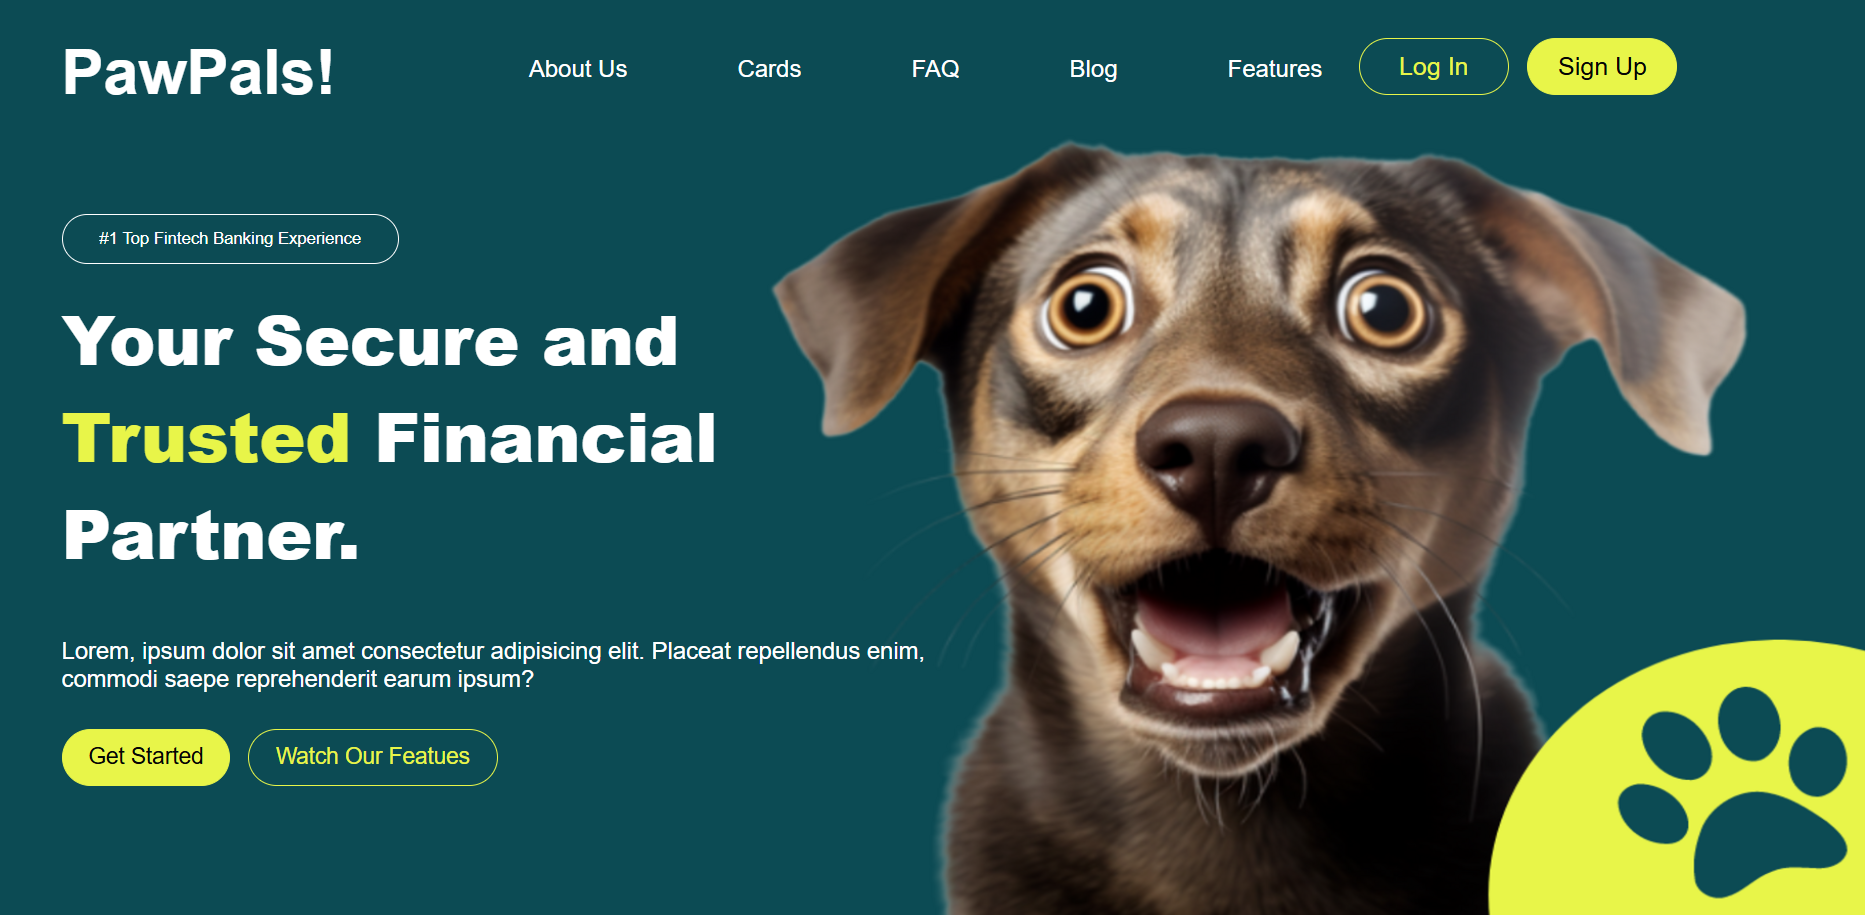 PawPals!
About Us
Cards
FAQ
Blog
Features
Log In
Sign Up
#1 Top Fintech Banking Experience
Your Secure and
Trusted Financial
Partner.
Lorem, ipsum dolor sit amet consectetur adipisicing elit. Placeat repellendus enim,
commodi saepe reprehenderit earum ipsum?
Get Started
Watch Our Featues